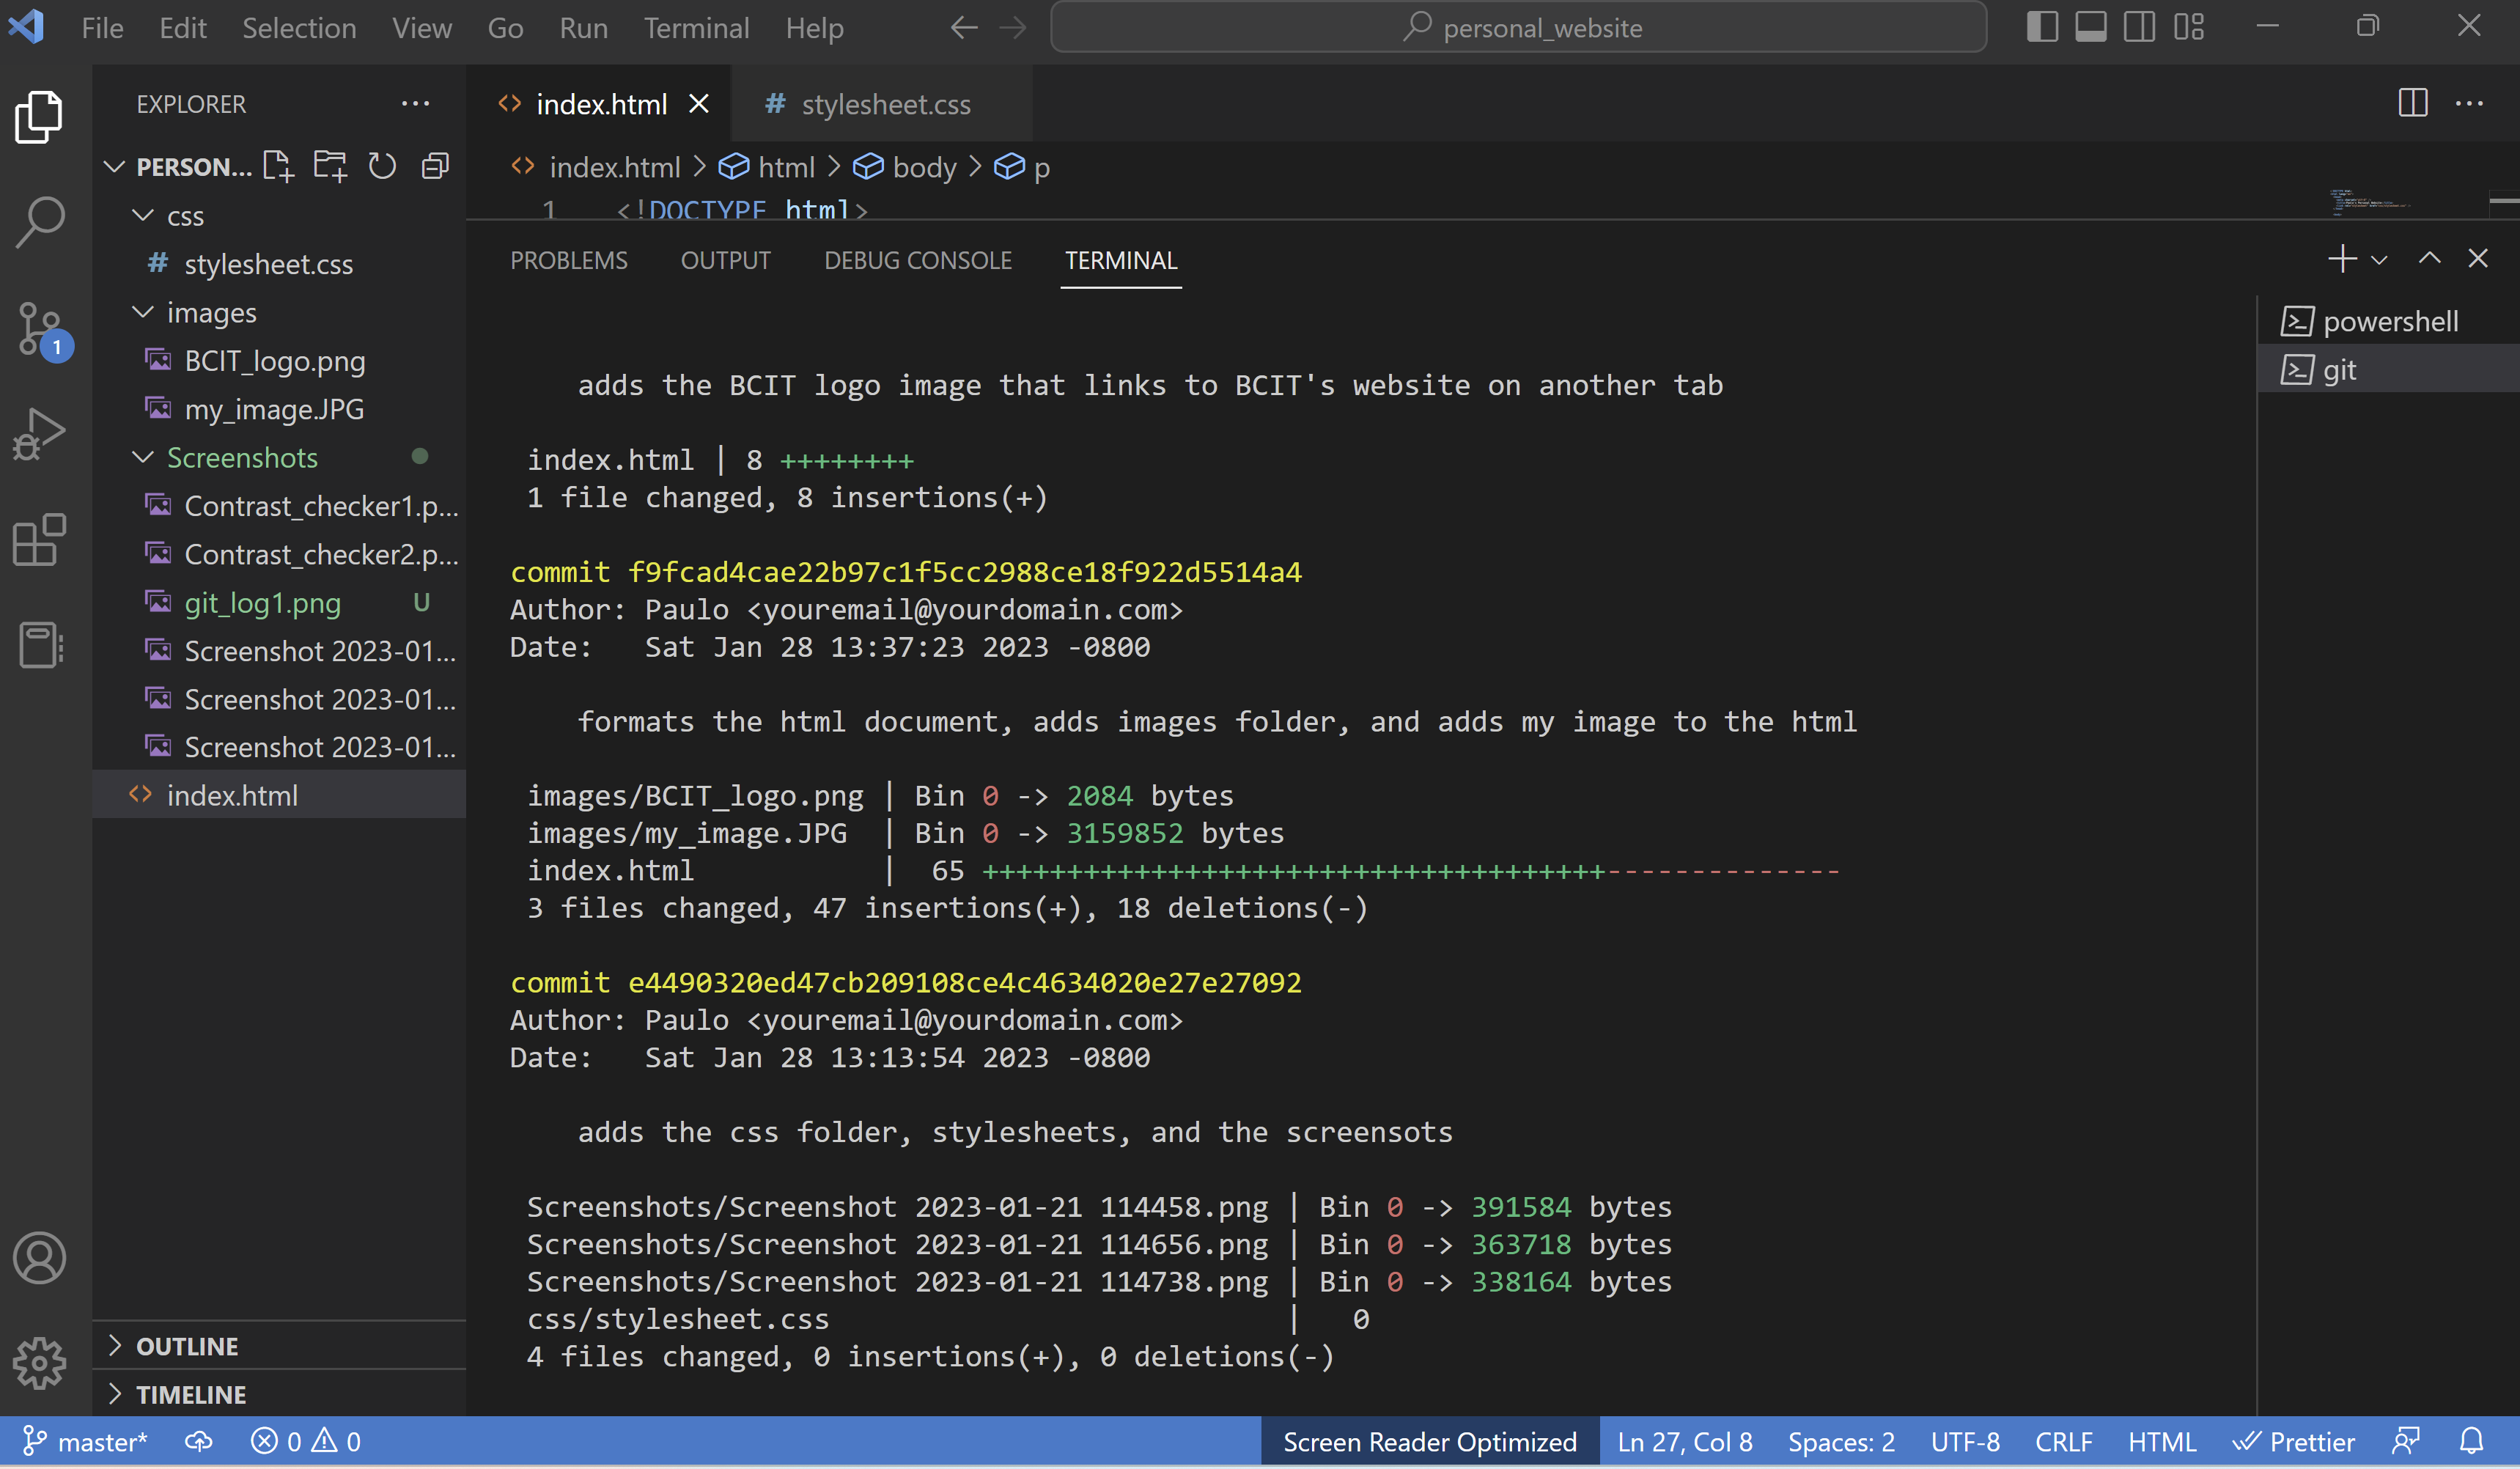 File Edit Selection View Go Run Terminal Help personal_website
EXPLORER
PERSON...
css
stylesheet.css
images
BCIT_logo.png
my_image.JPG
Screenshots
Contrast_checker1.p...
Contrast_checker2.p...
git_log1.png U
Screenshot 2023-01...
Screenshot 2023-01...
Screenshot 2023-01...
index.html
OUTLINE
TIMELINE
index.html stylesheet.css
index.html > html > body > p
1 <!DOCTYPE html>
PROBLEMS OUTPUT DEBUG CONSOLE TERMINAL
powershell
git
adds the BCIT logo image that links to BCIT's website on another tab
index.html | 8 ++++++++
1 file changed, 8 insertions(+)
commit f9fcad4cae22b97c1f5cc2988ce18f922d5514a4
Author: Paulo <youremail@yourdomain.com>
Date: Sat Jan 28 13:37:23 2023 -0800
formats the html document, adds images folder, and adds my image to the html
images/BCIT_logo.png | Bin 0 -> 2084 bytes
images/my_image.JPG | Bin 0 -> 3159852 bytes
index.html | 65 +++++++++++++++++++++++++++++++++++++--------------
3 files changed, 47 insertions(+), 18 deletions(-)
commit e4490320ed47cb209108ce4c4634020e27e27092
Author: Paulo <youremail@yourdomain.com>
Date: Sat Jan 28 13:13:54 2023 -0800
adds the css folder, stylesheets, and the screensots
Screenshots/Screenshot 2023-01-21 114458.png | Bin 0 -> 391584 bytes
Screenshots/Screenshot 2023-01-21 114656.png | Bin 0 -> 363718 bytes
Screenshots/Screenshot 2023-01-21 114738.png | Bin 0 -> 338164 bytes
css/stylesheet.css | 0
4 files changed, 0 insertions(+), 0 deletions(-)
1
master* 0 0 Screen Reader Optimized Ln 27, Col 8 Spaces: 2 UTF-8 CRLF HTML Prettier